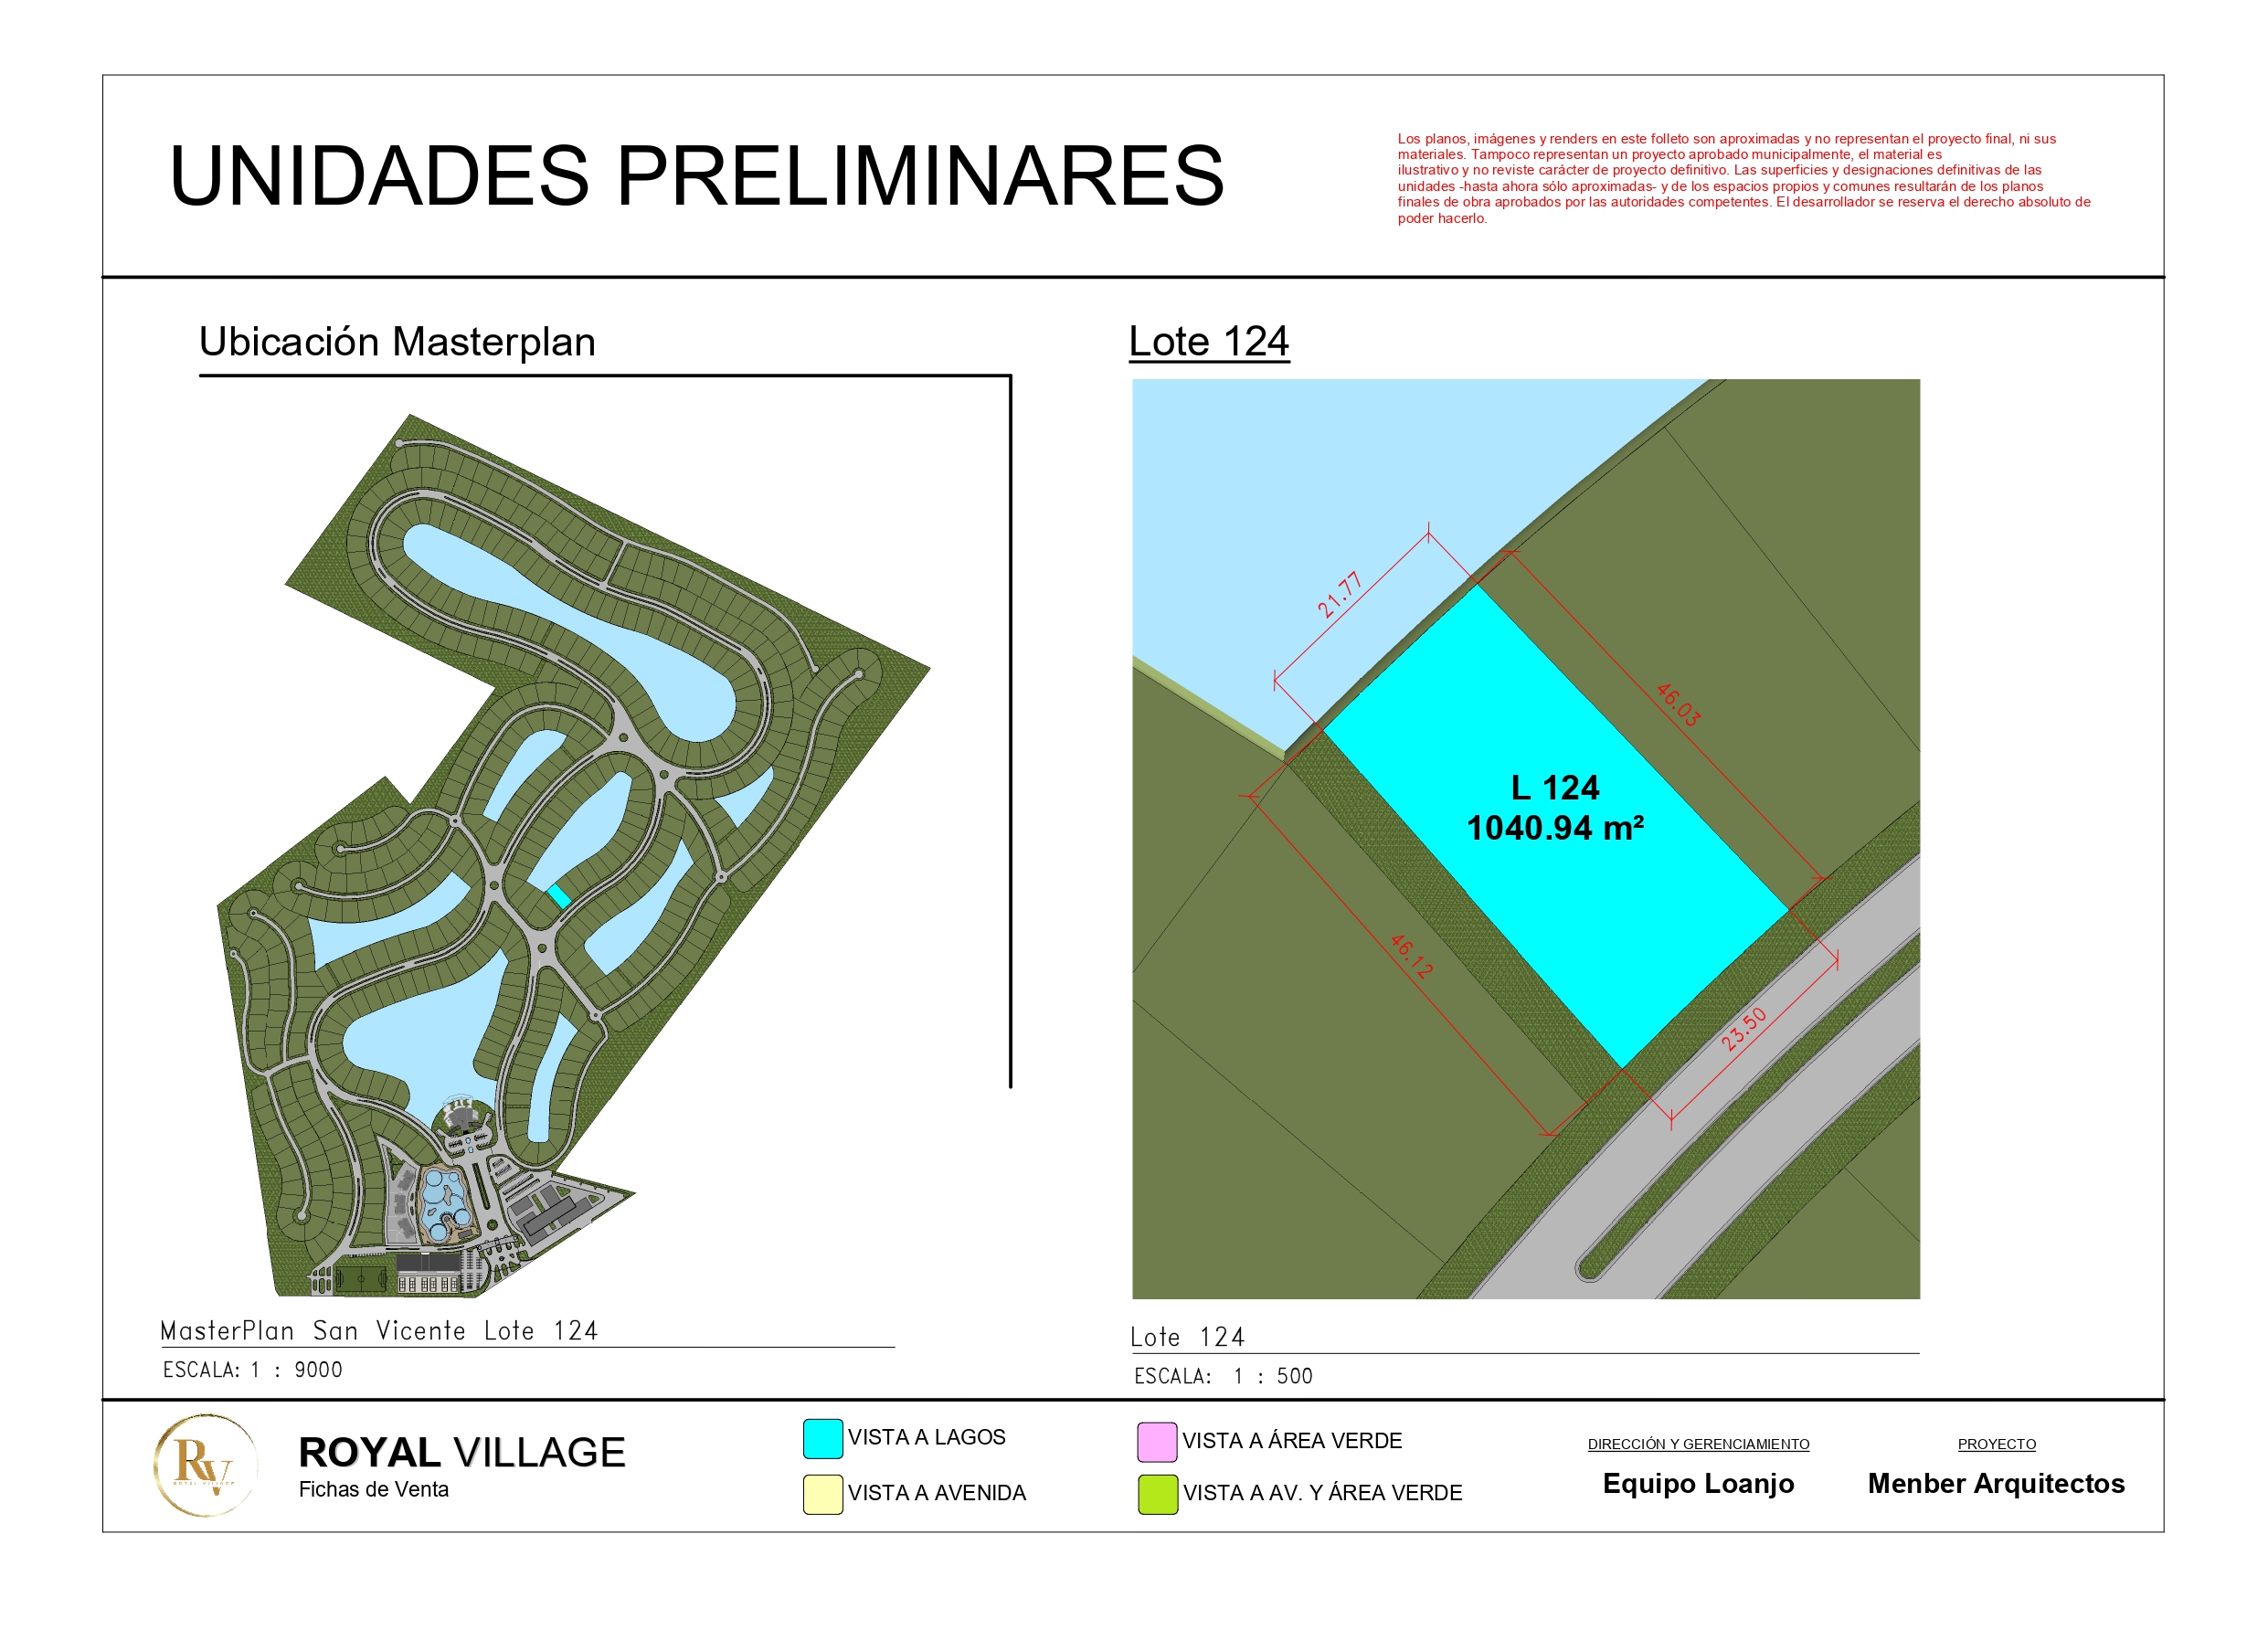 UNIDADES PRELIMINARES
Los planos, imágenes y renders en este folleto son aproximadas y no representan el proyecto final, ni sus
materiales. Tampoco representan un proyecto aprobado municipalmente, el material es
ilustrativo y no reviste carácter de proyecto definitivo. Las superficies y designaciones definitivas de las
unidades -hasta ahora sólo aproximadas- y de los espacios propios y comunes resultarán de los planos
finales de obra aprobados por las autoridades competentes. El desarrollador se reserva el derecho absoluto de
poder hacerlo.
Ubicación Masterplan
Lote 124
21.77
46.03
L 124
1040.94 m²
46.12
23.50
MasterPlan San Vicente Lote 124
ESCALA: 1 : 9000
Lote 124
ESCALA: 1 : 500
RV
ROYAL VILLAGE
ROYAL VILLAGE
Fichas de Venta
VISTA A LAGOS
VISTA A AVENIDA
VISTA A ÁREA VERDE
VISTA A AV. Y ÁREA VERDE
DIRECCIÓN Y GERENCIAMIENTO
Equipo Loanjo
PROYECTO
Menber Arquitectos